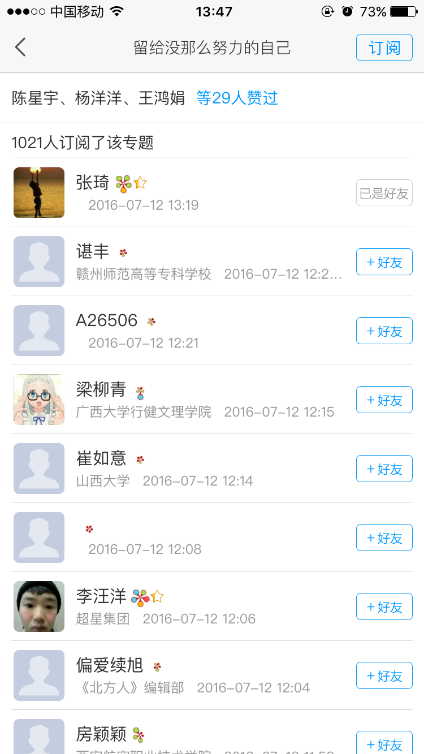 中国移动 13:47 73%
留给没那么努力的自己 订阅
陈星宇、杨洋洋、王鸿娟 等29人赞过
1021人订阅了该专题
张琦
2016-07-12 13:19
已是好友
谌丰
赣州师范高等专科学校 2016-07-12 12:2...
+好友
A26506
2016-07-12 12:21
+好友
梁柳青
广西大学行健文理学院 2016-07-12 12:15
+好友
崔如意
山西大学 2016-07-12 12:14
+好友
2016-07-12 12:08
+好友
李汪洋
超星集团 2016-07-12 12:06
+好友
偏爱续旭
《北方人》编辑部 2016-07-12 12:04
+好友
房颖颖
+好友